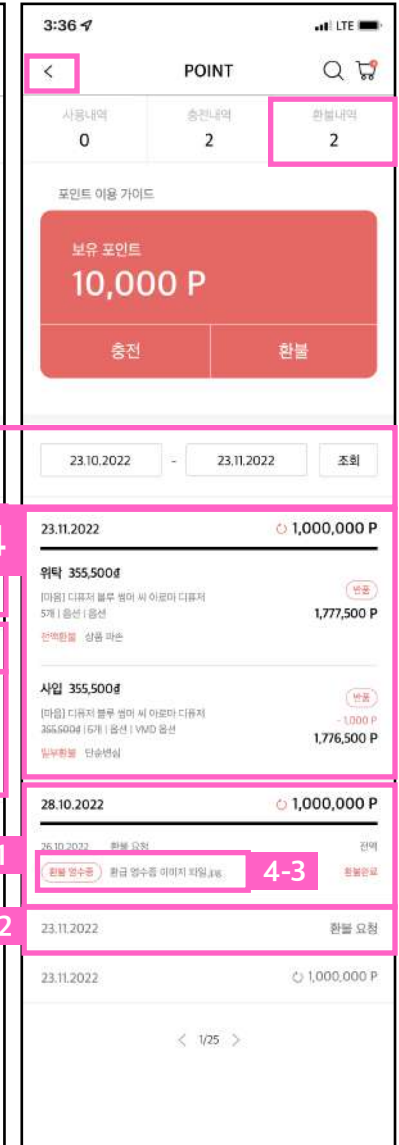 3:36
LTE
<
POINT
사용내역
충전내역
환불내역
0
2
2
포인트 이용 가이드
보유 포인트
10,000 P
충전
환불
23.10.2022
-
23.11.2022
조회
4
23.11.2022
1,000,000 P
위탁 355,500₫
[마음] 디퓨저 블루 썸머 씨 아로마 디퓨저
반품
5개 | 옵션 | 옵션
1,777,500 P
전액환불 상품 파손
사입 355,500₫
반품
[마음] 디퓨저 블루 썸머 씨 아로마 디퓨저
- 1,000 P
355,500₫ | 6개 | 옵션 | VMD 옵션
1,776,500 P
일부환불 단순변심
28.10.2022
1,000,000 P
1
26.10.2022 환불 요청
전액
환불 영수증
환급 영수증 이미지 파일.jpg
4-3
환불완료
2
23.11.2022
환불 요청
23.11.2022
1,000,000 P
< 1/25 >